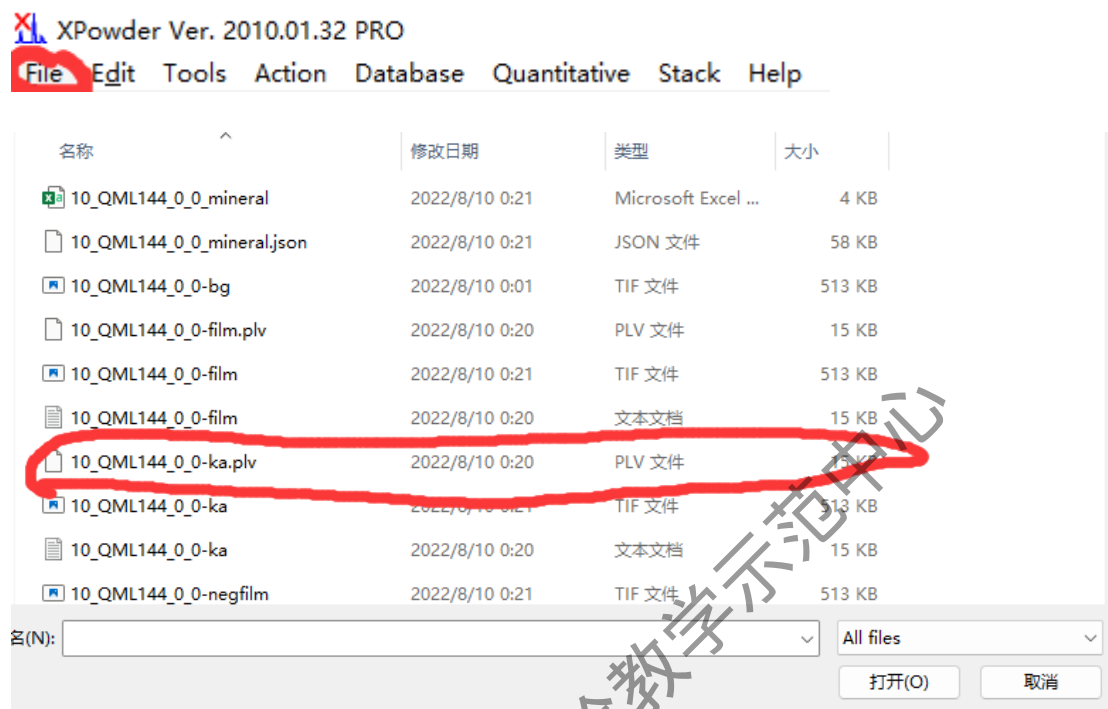 XPowder Ver. 2010.01.32 PRO
File Edit Tools Action Database Quantitative Stack Help
名称 修改日期 类型 大小
10_QML144_0_0_mineral 2022/8/10 0:21 Microsoft Excel ... 4 KB
10_QML144_0_0_mineral.json 2022/8/10 0:21 JSON 文件 58 KB
10_QML144_0_0-bg 2022/8/10 0:01 TIF 文件 513 KB
10_QML144_0_0-film.plv 2022/8/10 0:20 PLV 文件 15 KB
10_QML144_0_0-film 2022/8/10 0:21 TIF 文件 513 KB
10_QML144_0_0-film 2022/8/10 0:20 文本文档 15 KB
10_QML144_0_0-ka.plv 2022/8/10 0:20 PLV 文件 15 KB
10_QML144_0_0-ka 2022/8/10 0:21 TIF 文件 513 KB
10_QML144_0_0-ka 2022/8/10 0:20 文本文档 15 KB
10_QML144_0_0-negfilm 2022/8/10 0:21 TIF 文件 513 KB
名(N): All files
打开(O) 取消
教学示范中心